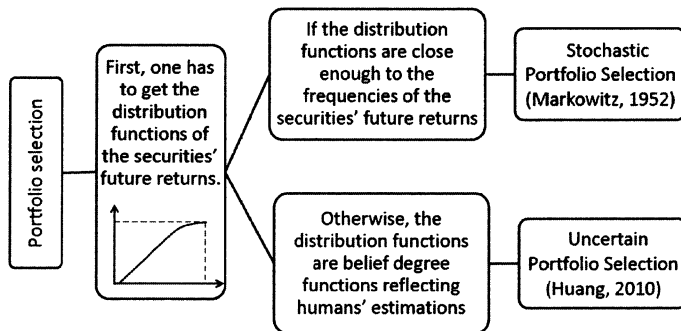 Portfolio selection
First, one has
to get the
distribution
functions of
the securities'
future returns.
If the distribution
functions are close
enough to the
frequencies of the
securities' future returns
Stochastic
Portfolio Selection
(Markowitz, 1952)
Otherwise, the
distribution functions
are belief degree
functions reflecting
humans' estimations
Uncertain
Portfolio Selection
(Huang, 2010)